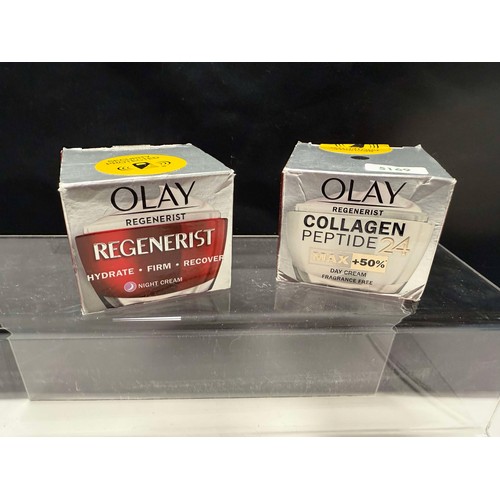 OLAY
REGENERIST
REGENERIST
HYDRATE • FIRM • RECOVER
NIGHT CREAM
3169
OLAY
REGENERIST
COLLAGEN
PEPTIDE 24
MAX +50%
DAY CREAM
FRAGRANCE FREE